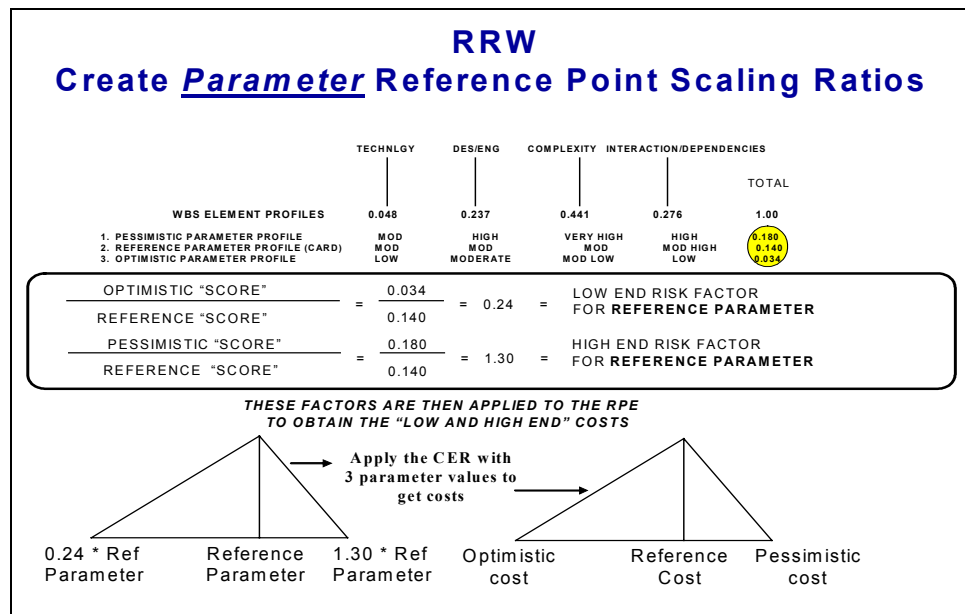 RRW
Create Parameter Reference Point Scaling Ratios
TECHNLGY DES/ENG COMPLEXITY INTERACTION/DEPENDENCIES
TOTAL
WBS ELEMENT PROFILES 0.048 0.237 0.441 0.276 1.00
1. PESSIMISTIC PARAMETER PROFILE MOD HIGH VERY HIGH HIGH 0.180
2. REFERENCE PARAMETER PROFILE (CARD) MOD MOD MOD MOD HIGH 0.140
3. OPTIMISTIC PARAMETER PROFILE LOW MODERATE MOD LOW LOW 0.034
OPTIMISTIC "SCORE" 0.034 LOW END RISK FACTOR
= = 0.24 =
REFERENCE "SCORE" 0.140 FOR REFERENCE PARAMETER
PESSIMISTIC "SCORE" 0.180 HIGH END RISK FACTOR
= = 1.30 =
REFERENCE "SCORE" 0.140 FOR REFERENCE PARAMETER
THESE FACTORS ARE THEN APPLIED TO THE RPE
TO OBTAIN THE "LOW AND HIGH END" COSTS
Apply the CER with
3 parameter values to
get costs
0.24 * Ref Reference 1.30 * Ref Optimistic Reference Pessimistic
Parameter Parameter Parameter cost Cost cost